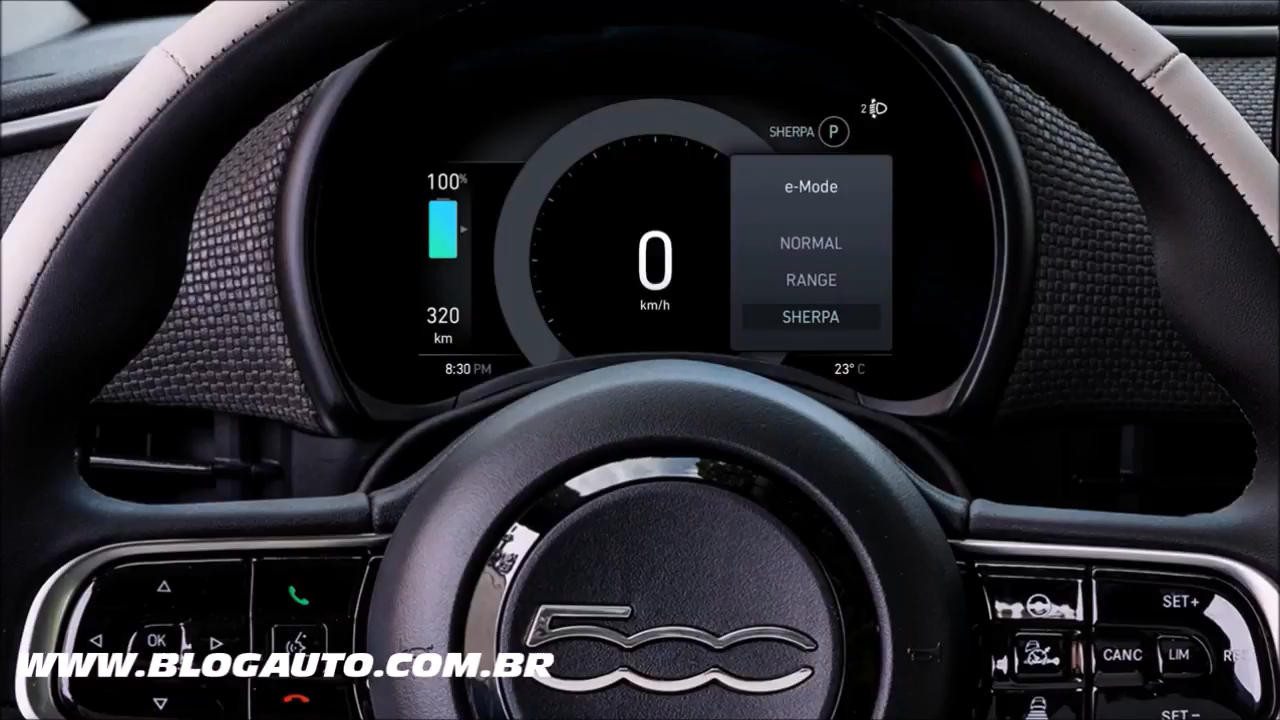 2
SHERPA P
100%
e-Mode
NORMAL
RANGE
SHERPA
0
km/h
320
km
8:30 PM
23° C
SET+
OK
CANC
LIM
500
WWW.BLOGAUTO.COM.BR
SET-